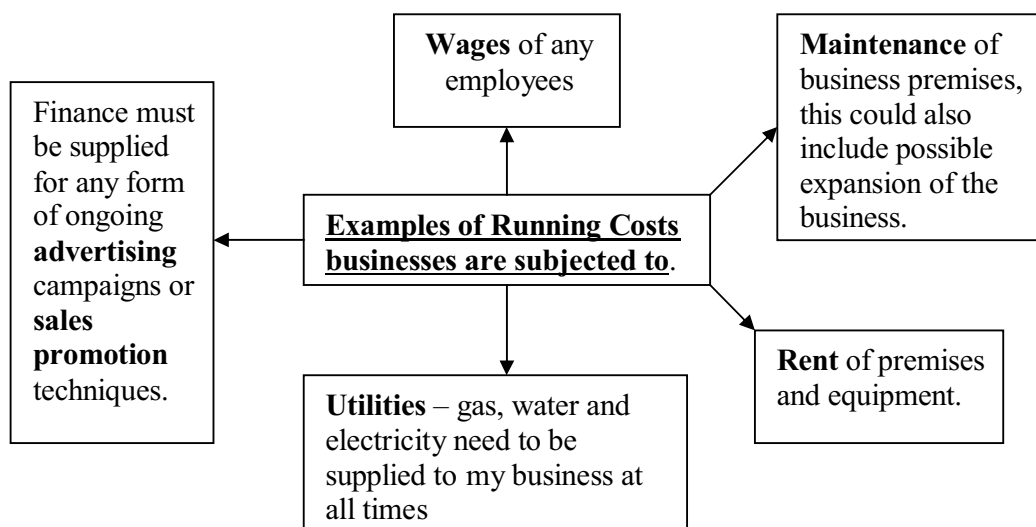 Wages of any
employees
Maintenance of
business premises,
this could also
include possible
expansion of the
business.
Finance must
be supplied
for any form
of ongoing
advertising
campaigns or
sales
promotion
techniques.
Examples of Running Costs
businesses are subjected to.
Rent of premises
and equipment.
Utilities – gas, water and
electricity need to be
supplied to my business at
all times